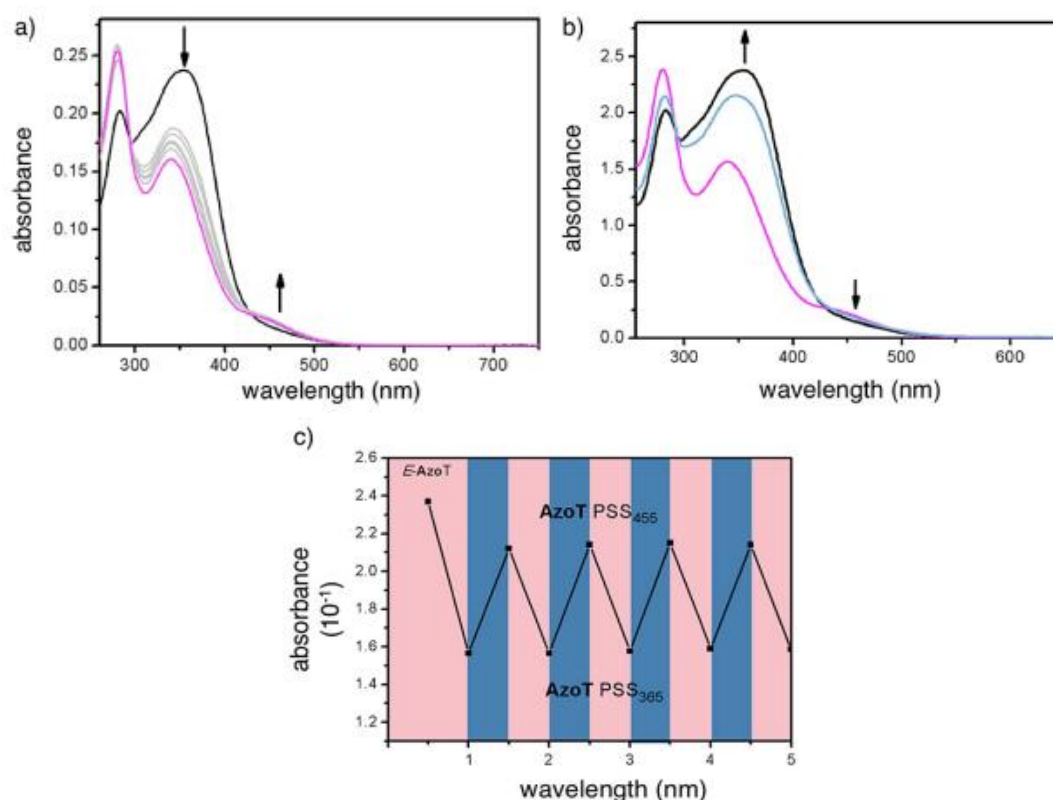 a)
0.25
0.20
0.15
0.10
0.05
0.00
absorbance
300 400 500 600 700
wavelength (nm)
b)
2.5
2.0
1.5
1.0
0.5
0.0
absorbance
300 400 500 600
wavelength (nm)
c)
2.6
2.4
2.2
2.0
1.8
1.6
1.4
1.2
absorbance
(10⁻¹)
E-AzoT
AzoT PSS₄₅₅
AzoT PSS₃₆₅
1 2 3 4 5
wavelength (nm)